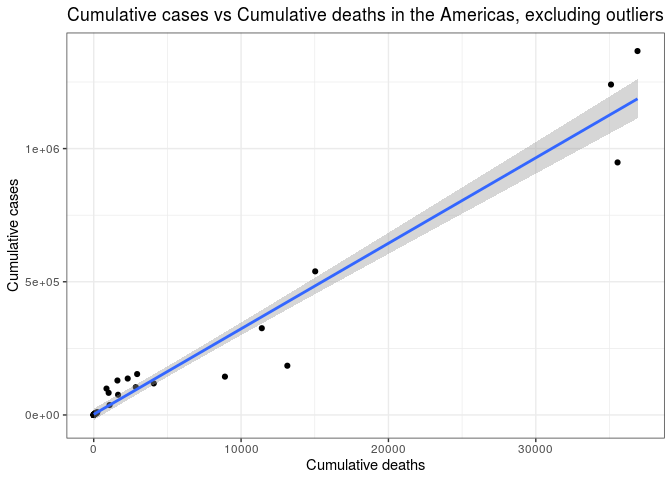 Cumulative cases vs Cumulative deaths in the Americas, excluding outliers
Cumulative cases
1e+06
5e+05
0e+00
0 10000 20000 30000
Cumulative deaths